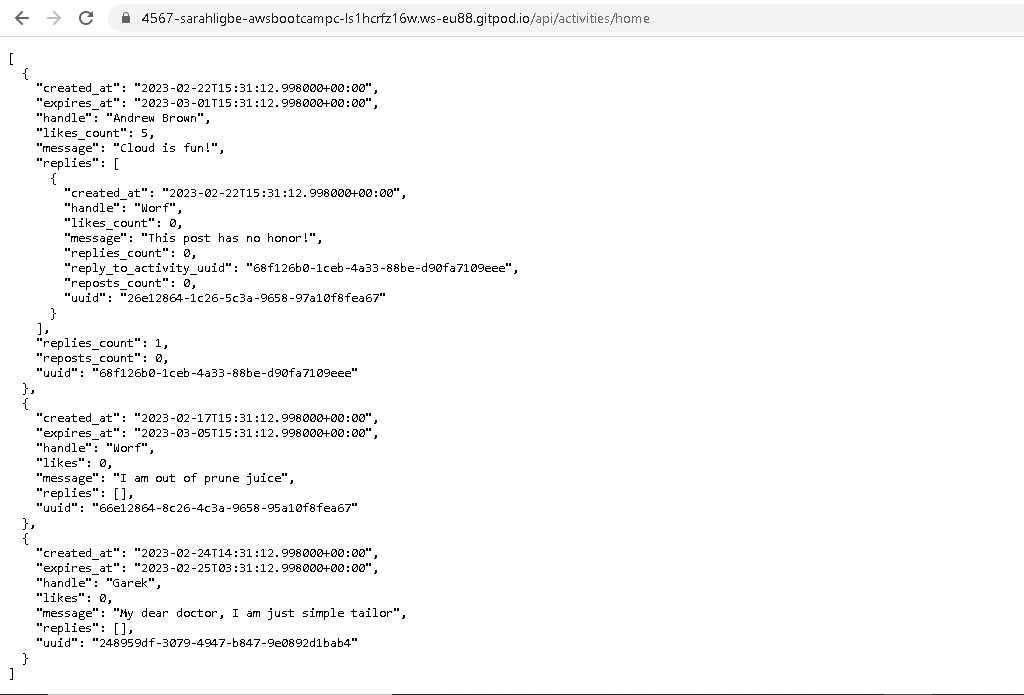 4567-sarahligbe-awsbootcampc-ls1hcrfz16w.ws-eu88.gitpod.io/api/activities/home
[
  {
    "created_at": "2023-02-22T15:31:12.998000+00:00",
    "expires_at": "2023-03-01T15:31:12.998000+00:00",
    "handle": "Andrew Brown",
    "likes_count": 5,
    "message": "Cloud is fun!",
    "replies": [
      {
        "created_at": "2023-02-22T15:31:12.998000+00:00",
        "handle": "Worf",
        "likes_count": 0,
        "message": "This post has no honor!",
        "replies_count": 0,
        "reply_to_activity_uuid": "68f126b0-1ceb-4a33-88be-d90fa7109eee",
        "reposts_count": 0,
        "uuid": "26e12864-1c26-5c3a-9658-97a10f8fea67"
      }
    ],
    "replies_count": 1,
    "reposts_count": 0,
    "uuid": "68f126b0-1ceb-4a33-88be-d90fa7109eee"
  },
  {
    "created_at": "2023-02-17T15:31:12.998000+00:00",
    "expires_at": "2023-03-05T15:31:12.998000+00:00",
    "handle": "Worf",
    "likes": 0,
    "message": "I am out of prune juice",
    "replies": [],
    "uuid": "66e12864-8c26-4c3a-9658-95a10f8fea67"
  },
  {
    "created_at": "2023-02-24T14:31:12.998000+00:00",
    "expires_at": "2023-02-25T03:31:12.998000+00:00",
    "handle": "Garek",
    "likes": 0,
    "message": "My dear doctor, I am just simple tailor",
    "replies": [],
    "uuid": "248959df-3079-4947-b847-9e0892d1bab4"
  }
]